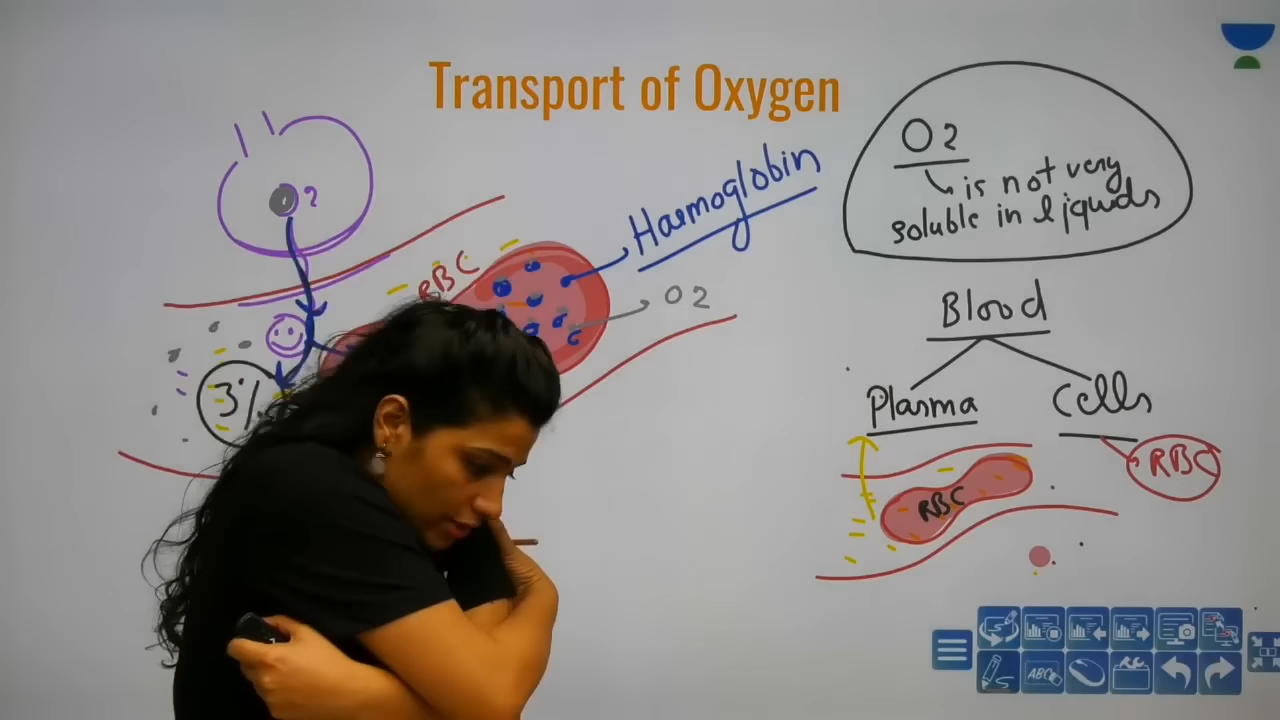 Transport of Oxygen
O2
is not very
soluble in liquids
Haemoglobin
RBC
O2
Blood
Plasma
Cells
3%
RBC
RBC
ABC